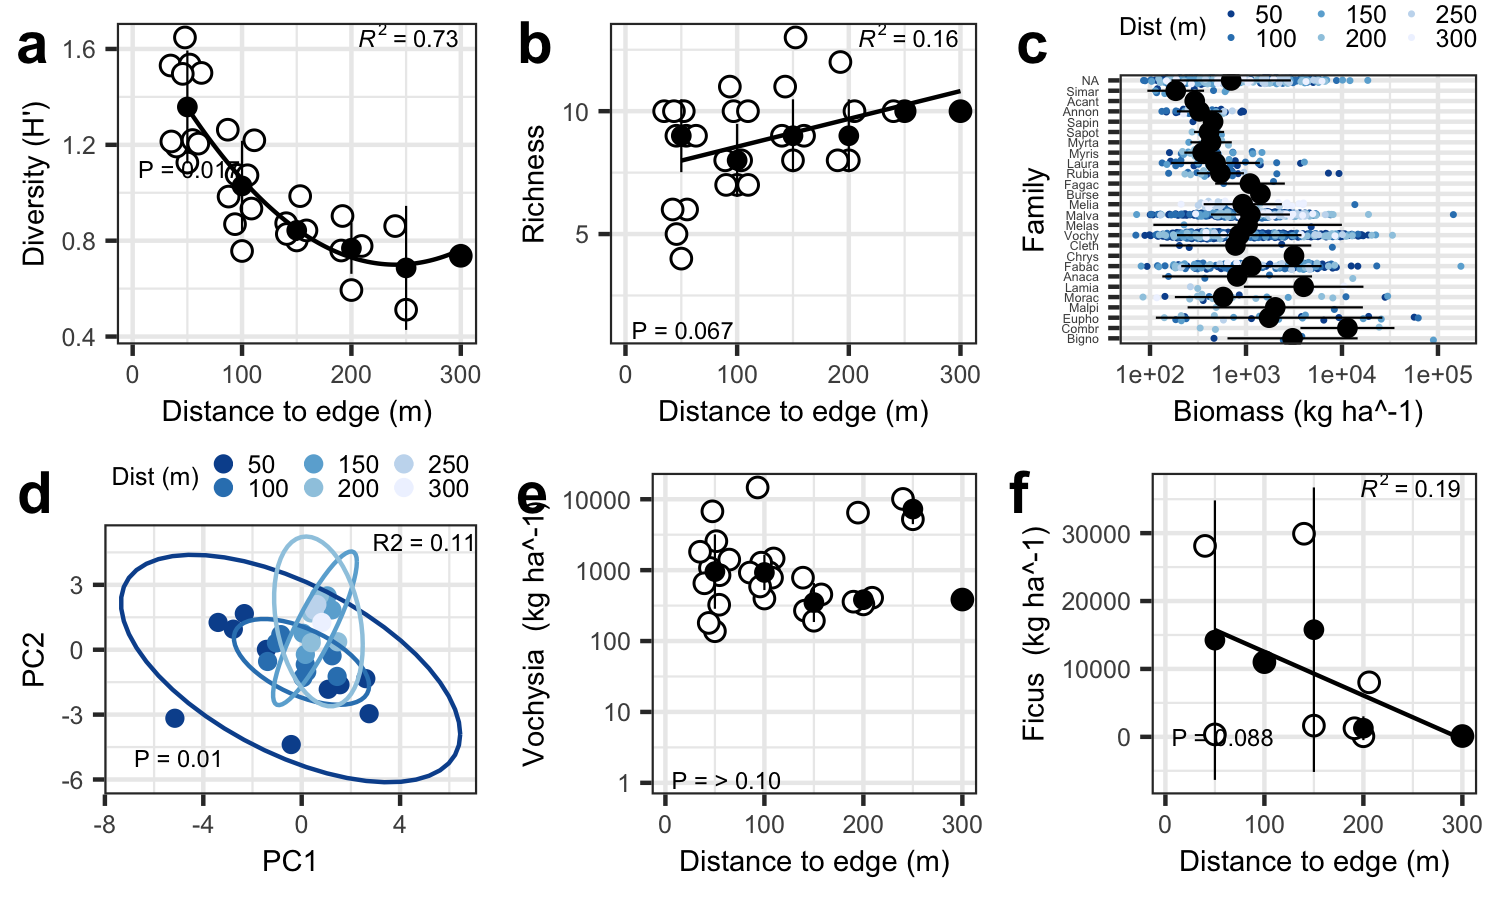 a
R² = 0.73
P = 0.017
Diversity (H')
1.6
1.2
0.8
0.4
0 100 200 300
Distance to edge (m)
b
R² = 0.16
P = 0.067
Richness
10
5
0 100 200 300
Distance to edge (m)
c
Dist (m) 50 150 250
100 200 300
Family
NA
Simar
Acant
Annon
Sapin
Sapot
Myrta
Myris
Laura
Rubia
Fagac
Burse
Melia
Malva
Melas
Vochy
Cleth
Chrys
Fabac
Anaca
Lamia
Morac
Malpi
Eupho
Combr
Bigno
1e+02 1e+03 1e+04 1e+05
Biomass (kg ha^-1)
d
Dist (m) 50 150 250
100 200 300
R2 = 0.11
P = 0.01
PC2
3
0
-3
-6
-8 -4 0 4
PC1
e
Vochysia (kg ha^-1)
10000
1000
100
10
1
P = > 0.10
0 100 200 300
Distance to edge (m)
f
R² = 0.19
P = 0.088
Ficus (kg ha^-1)
30000
20000
10000
0
0 100 200 300
Distance to edge (m)